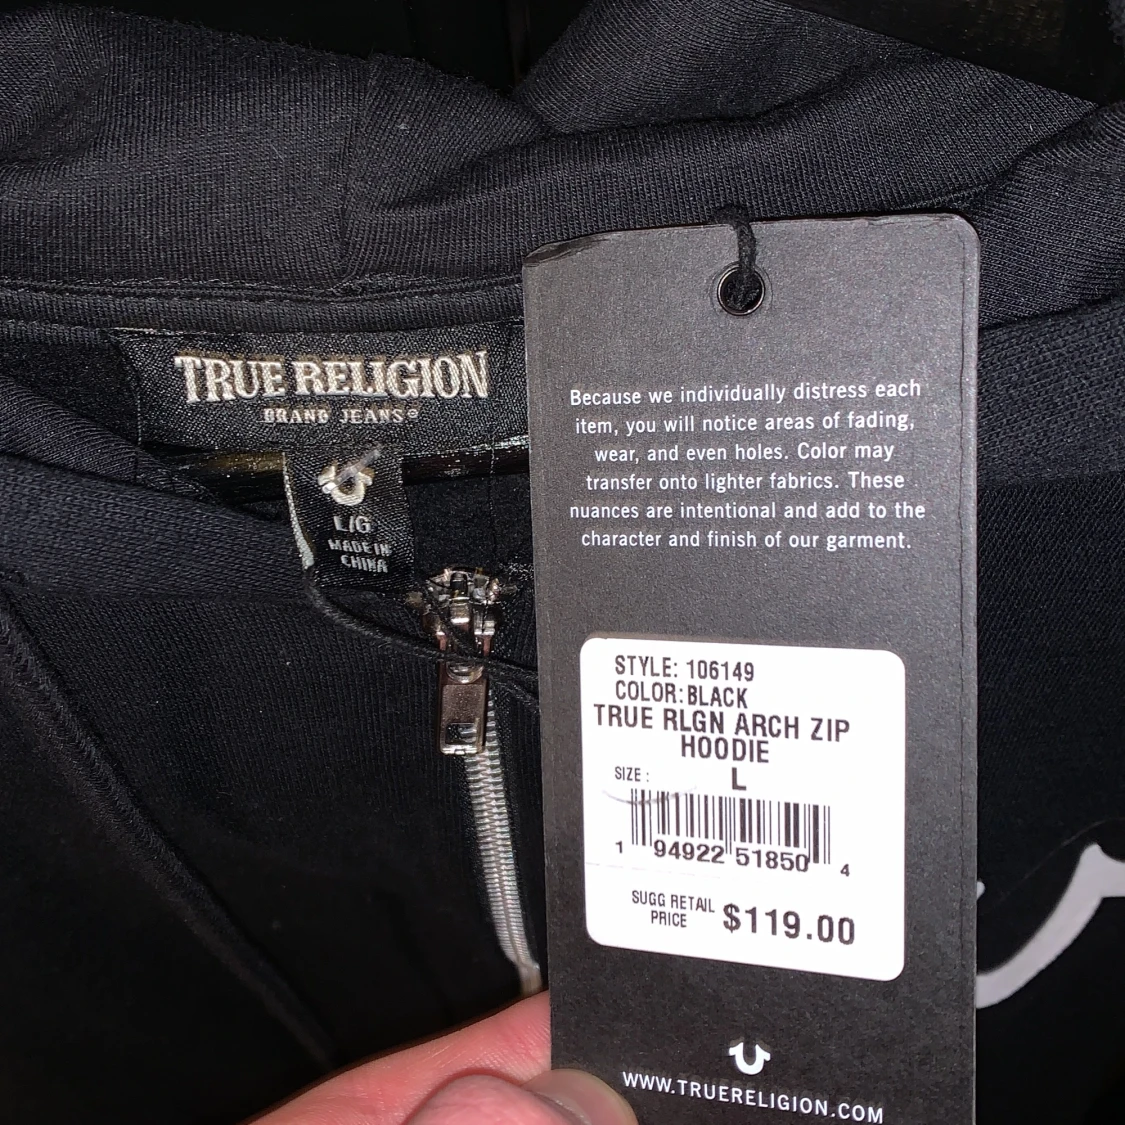 TRUE RELIGION
BRAND JEANS®
L/G
MADE IN
CHINA
Because we individually distress each
item, you will notice areas of fading,
wear, and even holes. Color may
transfer onto lighter fabrics. These
nuances are intentional and add to the
character and finish of our garment.
STYLE: 106149
COLOR:BLACK
TRUE RLGN ARCH ZIP
HOODIE
SIZE : L
1 94922 51850 4
SUGG RETAIL
PRICE $119.00
WWW.TRUERELIGION.COM